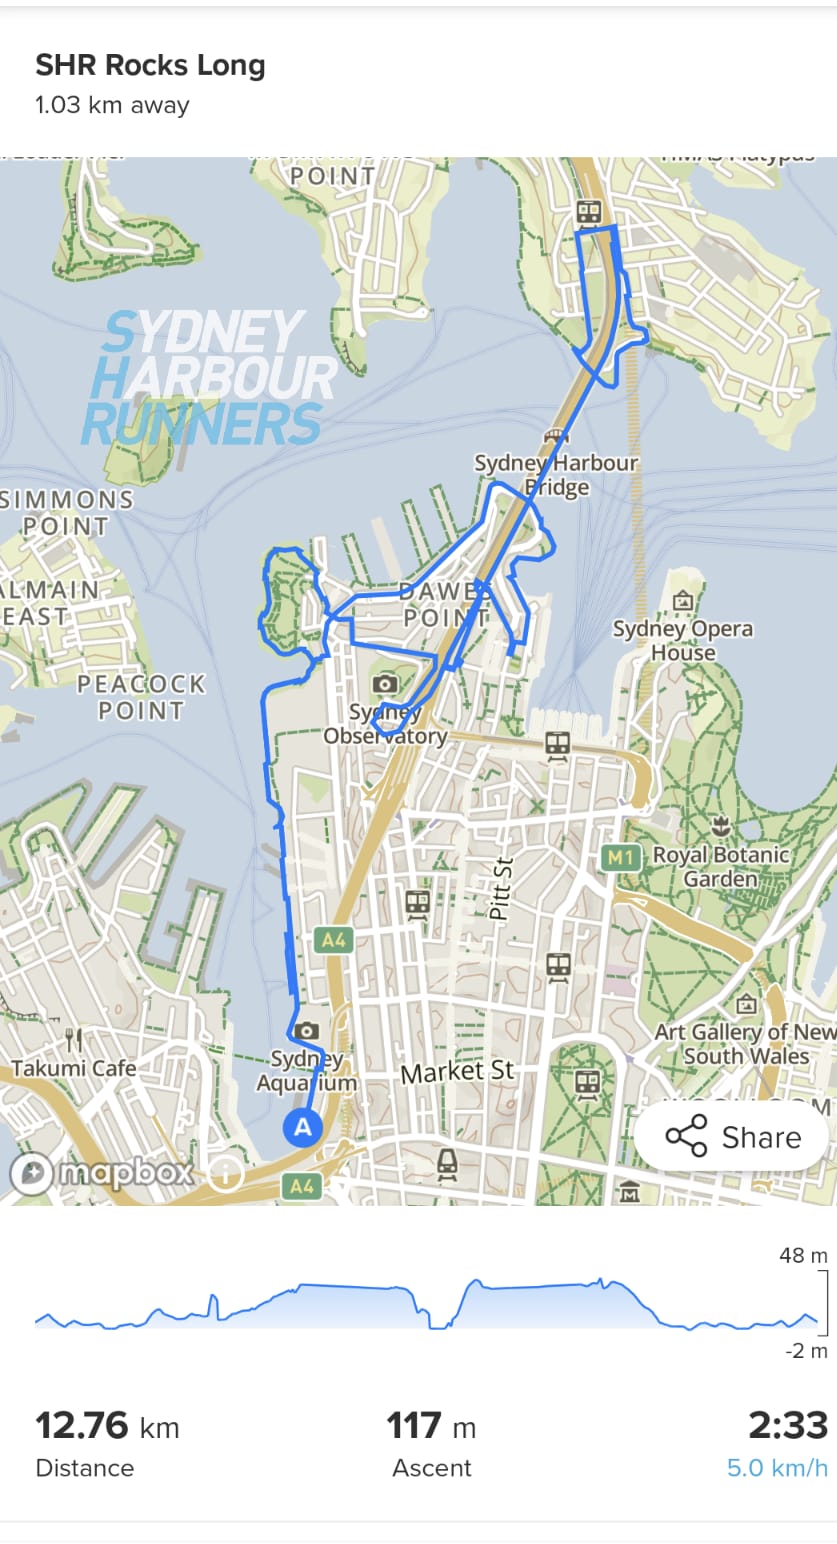 SHR Rocks Long
1.03 km away
POINT
SYDNEY
HARBOUR
RUNNERS
Sydney Harbour
Bridge
SIMMONS
POINT
DAWES
POINT
ALMAIN
EAST
Sydney Opera
House
PEACOCK
POINT
Sydney
Observatory
M1
Royal Botanic
Garden
Pitt St
A4
Art Gallery of New
South Wales
Takumi Cafe
Sydney
Aquarium
Market St
A
Share
mapbox
i
A4
48 m
-2 m
12.76 km
Distance
117 m
Ascent
2:33
5.0 km/h